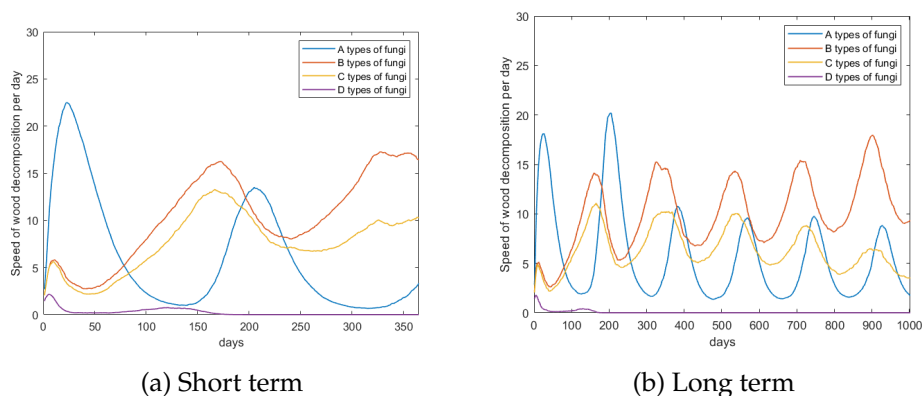 30
25
20
15
10
5
0
Speed of wood decomposition per day
A types of fungi
B types of fungi
C types of fungi
D types of fungi
0 50 100 150 200 250 300 350
days
(a) Short term
30
25
20
15
10
5
0
Speed of wood decomposition per day
A types of fungi
B types of fungi
C types of fungi
D types of fungi
0 100 200 300 400 500 600 700 800 900 1000
days
(b) Long term